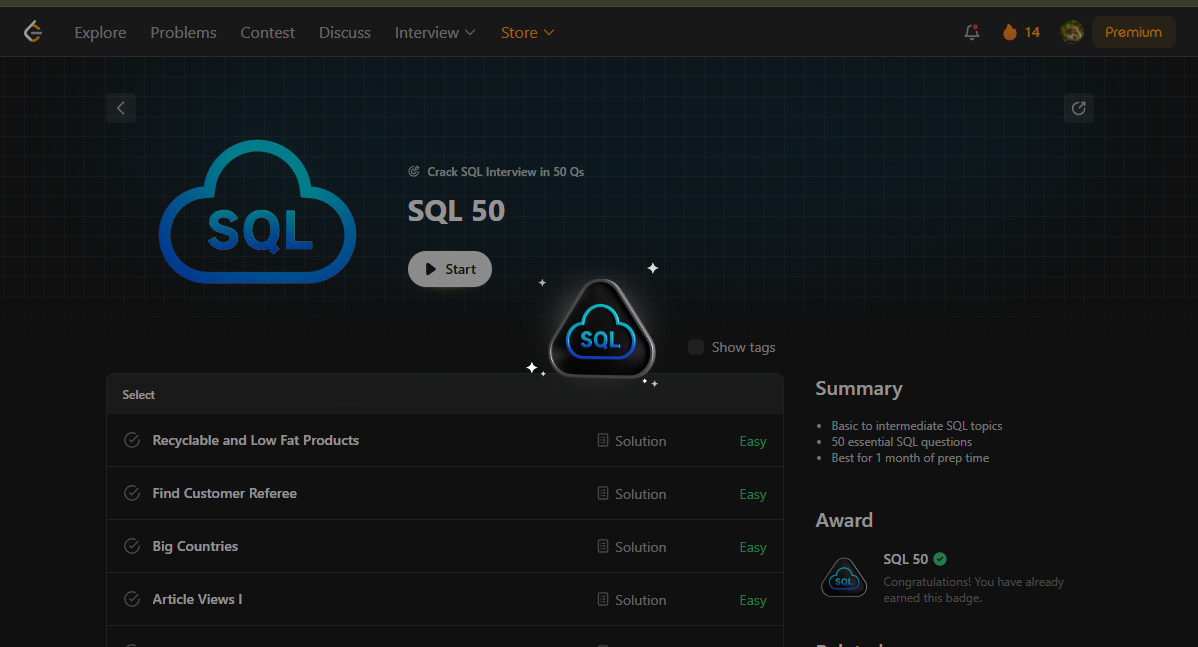 Explore Problems Contest Discuss Interview Store 14 Premium
Crack SQL Interview in 50 Qs
SQL
SQL 50
Start
SQL
Show tags
Select
Recyclable and Low Fat Products Solution Easy
Find Customer Referee Solution Easy
Big Countries Solution Easy
Article Views I Solution Easy
Summary
Basic to intermediate SQL topics
50 essential SQL questions
Best for 1 month of prep time
Award
SQL
SQL 50
Congratulations! You have already
earned this badge.